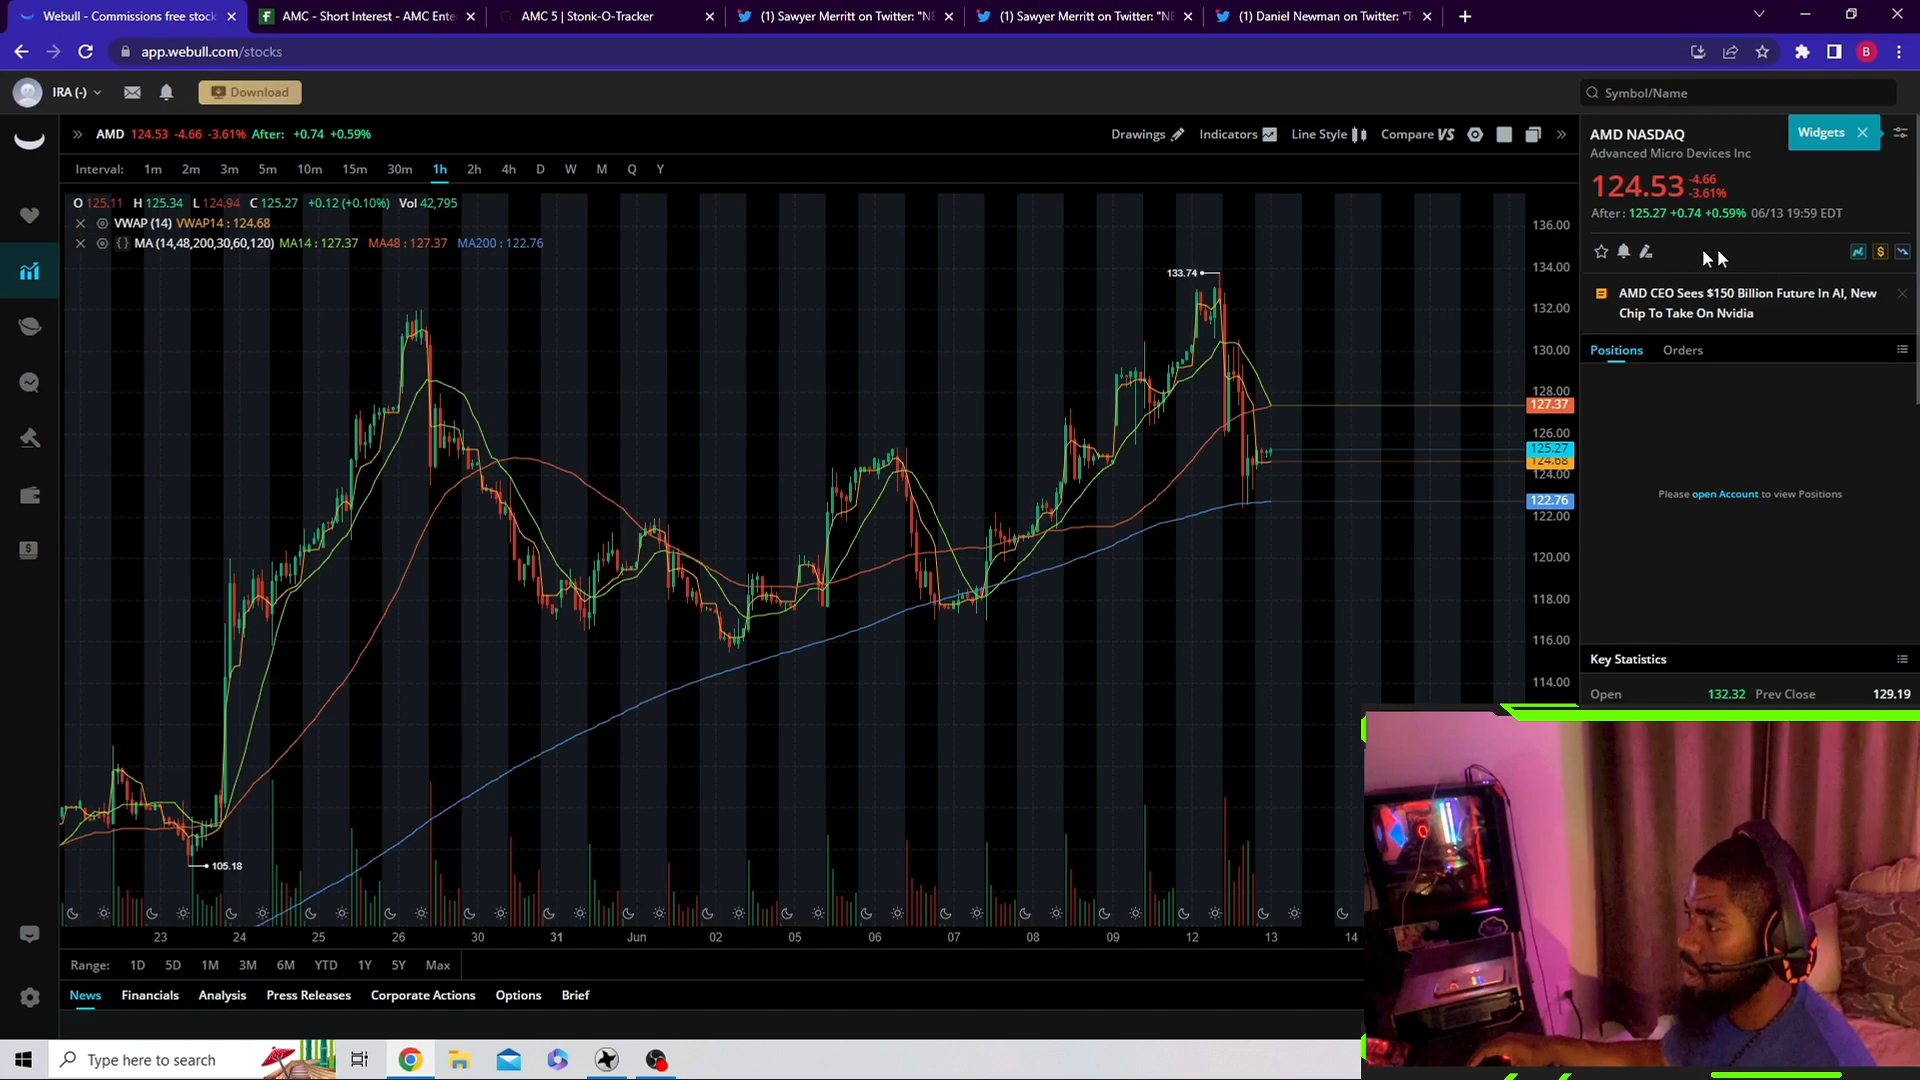 Webull - Commissions free stock
AMC - Short Interest - AMC Ente
AMC 5 | Stonk-O-Tracker
(1) Sawyer Merritt on Twitter: "NE
(1) Sawyer Merritt on Twitter: "NE
(1) Daniel Newman on Twitter: "T
app.webull.com/stocks
B
IRA (-)
Download
Symbol/Name
AMD 124.53 -4.66 -3.61% After: +0.74 +0.59%
Drawings
Indicators
Line Style
Compare VS
Interval: 1m 2m 3m 5m 10m 15m 30m 1h 2h 4h D W M Q Y
O 125.11 H 125.34 L 124.94 C 125.27 +0.12 (+0.10%) Vol 42,795
VWAP (14) VWAP14 : 124.68
MA (14,48,200,30,60,120) MA14 : 127.37 MA48 : 127.37 MA200 : 122.76
133.74
105.18
136.00
134.00
132.00
130.00
128.00
127.37
126.00
125.27
124.68
124.00
122.76
122.00
120.00
118.00
116.00
114.00
23 24 25 26 30 31 Jun 02 05 06 07 08 09 12 13 14
Range: 1D 5D 1M 3M 6M YTD 1Y 5Y Max
News Financials Analysis Press Releases Corporate Actions Options Brief
AMD NASDAQ
Widgets
Advanced Micro Devices Inc
124.53 -4.66
-3.61%
After : 125.27 +0.74 +0.59% 06/13 19:59 EDT
AMD CEO Sees $150 Billion Future In AI, New
Chip To Take On Nvidia
Positions Orders
Please open Account to view Positions
Key Statistics
Open 132.32 Prev Close 129.19
Type here to search